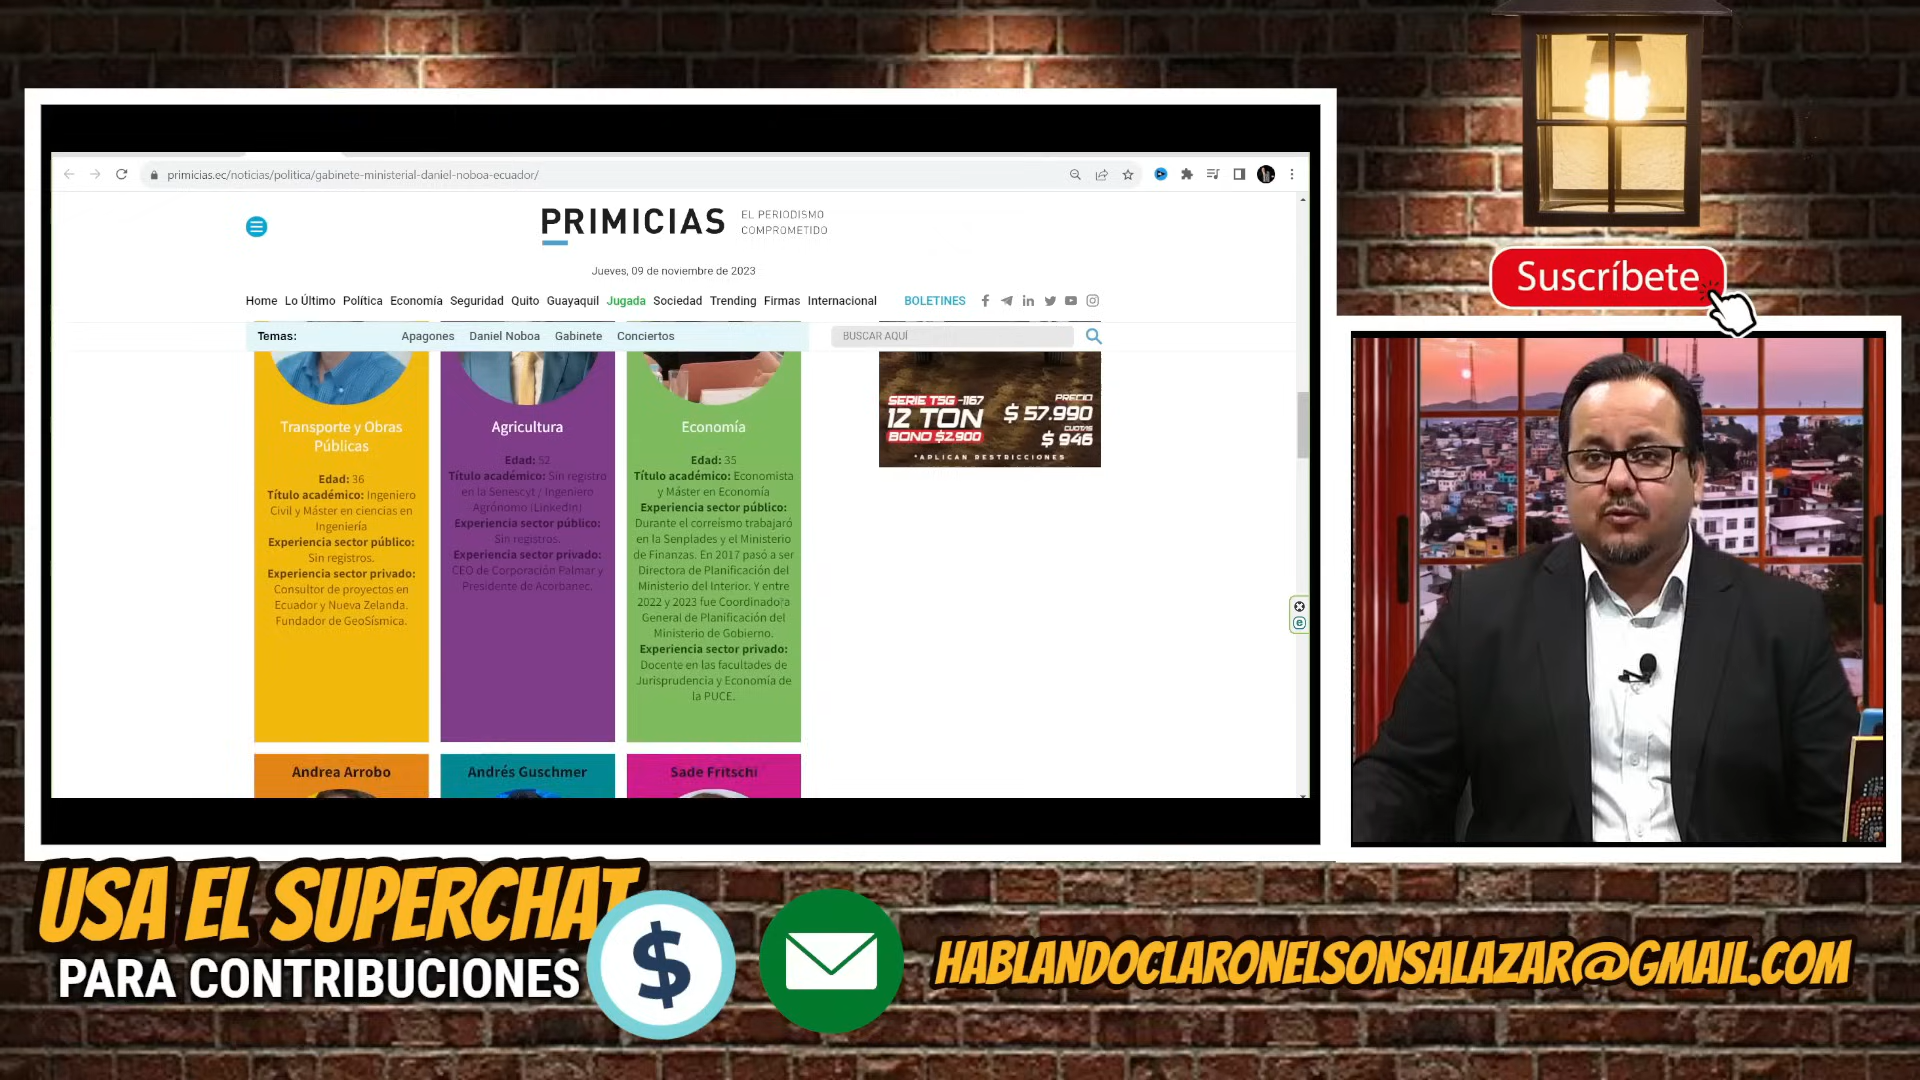 primicias.ec/noticias/politica/gabinete-ministerial-daniel-noboa-ecuador/
PRIMICIAS
EL PERIODISMO
COMPROMETIDO
Jueves, 09 de noviembre de 2023
Home Lo Último Política Economía Seguridad Quito Guayaquil Jugada Sociedad Trending Firmas Internacional BOLETINES
Temas: Apagones Daniel Noboa Gabinete Conciertos
BUSCAR AQUÍ
Transporte y Obras
Públicas
Edad: 36
Título académico: Ingeniero
Civil y Máster en ciencias en
Ingeniería
Experiencia sector público:
Sin registros.
Experiencia sector privado:
Consultor de proyectos en
Ecuador y Nueva Zelanda.
Fundador de GeoSísmica.
Agricultura
Edad: 52
Título académico: Sin registro
en la Senescyt / Ingeniero
Agrónomo (LinkedIn)
Experiencia sector público:
Sin registros.
Experiencia sector privado:
CEO de Corporación Palmar y
Presidente de Acorbanec.
Economía
Edad: 35
Título académico: Economista
y Máster en Economía
Experiencia sector público:
Durante el correísmo trabajaró
en la Senplades y el Ministerio
de Finanzas. En 2017 pasó a ser
Directora de Planificación del
Ministerio del Interior. Y entre
2022 y 2023 fue Coordinadora
General de Planificación del
Ministerio de Gobierno.
Experiencia sector privado:
Docente en las facultades de
Jurisprudencia y Economía de
la PUCE.
SERIE T5G -1167
12 TON
BONO $2.900
PRECIO
$ 57.990
CUOTAS
$ 946
*APLICAN RESTRICCIONES
Andrea Arrobo
Andrés Guschmer
Sade Fritschi
Suscríbete
USA EL SUPERCHAT
PARA CONTRIBUCIONES
$
HABLANDOCLARONELSONSALAZAR@GMAIL.COM